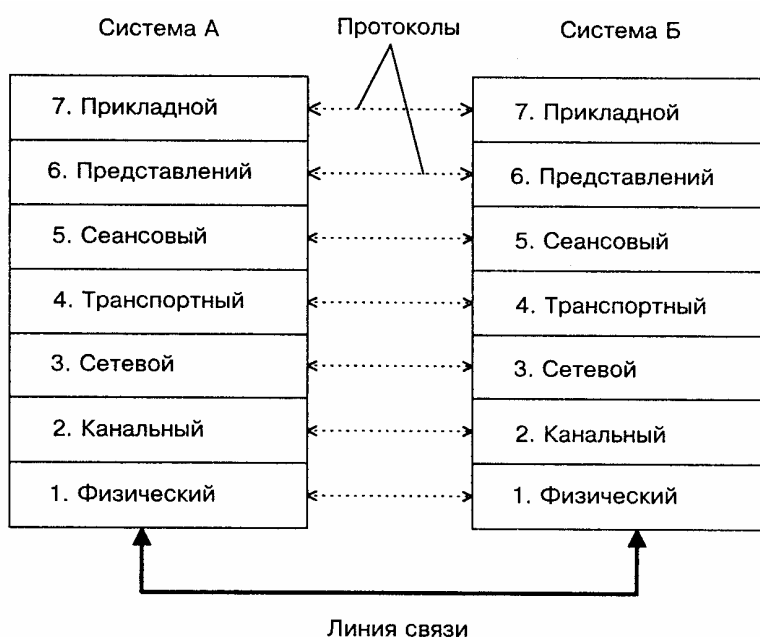 Система А
Протоколы
Система Б
7. Прикладной
7. Прикладной
6. Представлений
6. Представлений
5. Сеансовый
5. Сеансовый
4. Транспортный
4. Транспортный
3. Сетевой
3. Сетевой
2. Канальный
2. Канальный
1. Физический
1. Физический
Линия связи